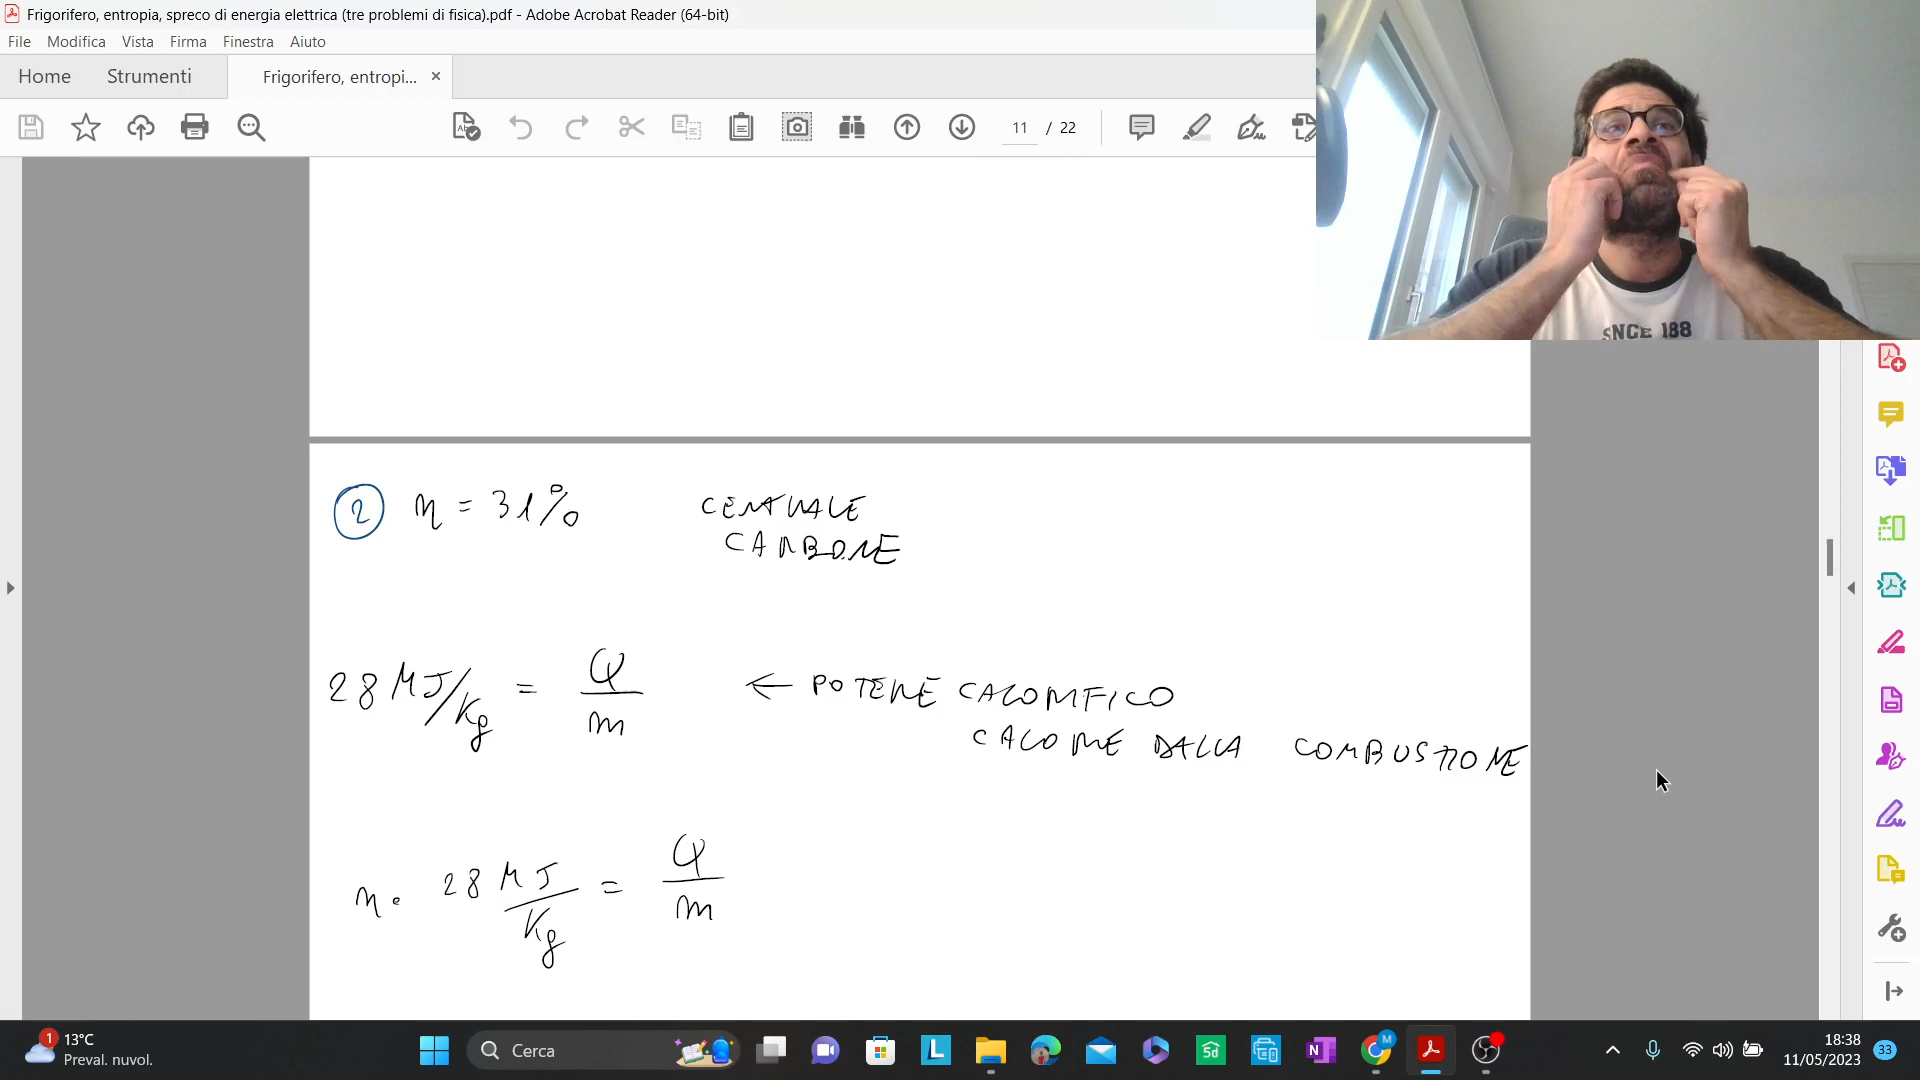 Frigorifero, entropia, spreco di energia elettrica (tre problemi di fisica).pdf - Adobe Acrobat Reader (64-bit)
File Modifica Vista Firma Finestra Aiuto
Home Strumenti Frigorifero, entropi... ×
11 / 22
SNCE 188
2 η = 31% CENTRALE
CARBONE
28 MJ/Kg = Q/m ← POTERE CALORIFICO
CALORE DALLA COMBUSTIONE
η · 28 MJ/Kg = Q/m
1 13°C
Preval. nuvol.
Cerca
18:38
11/05/2023
33